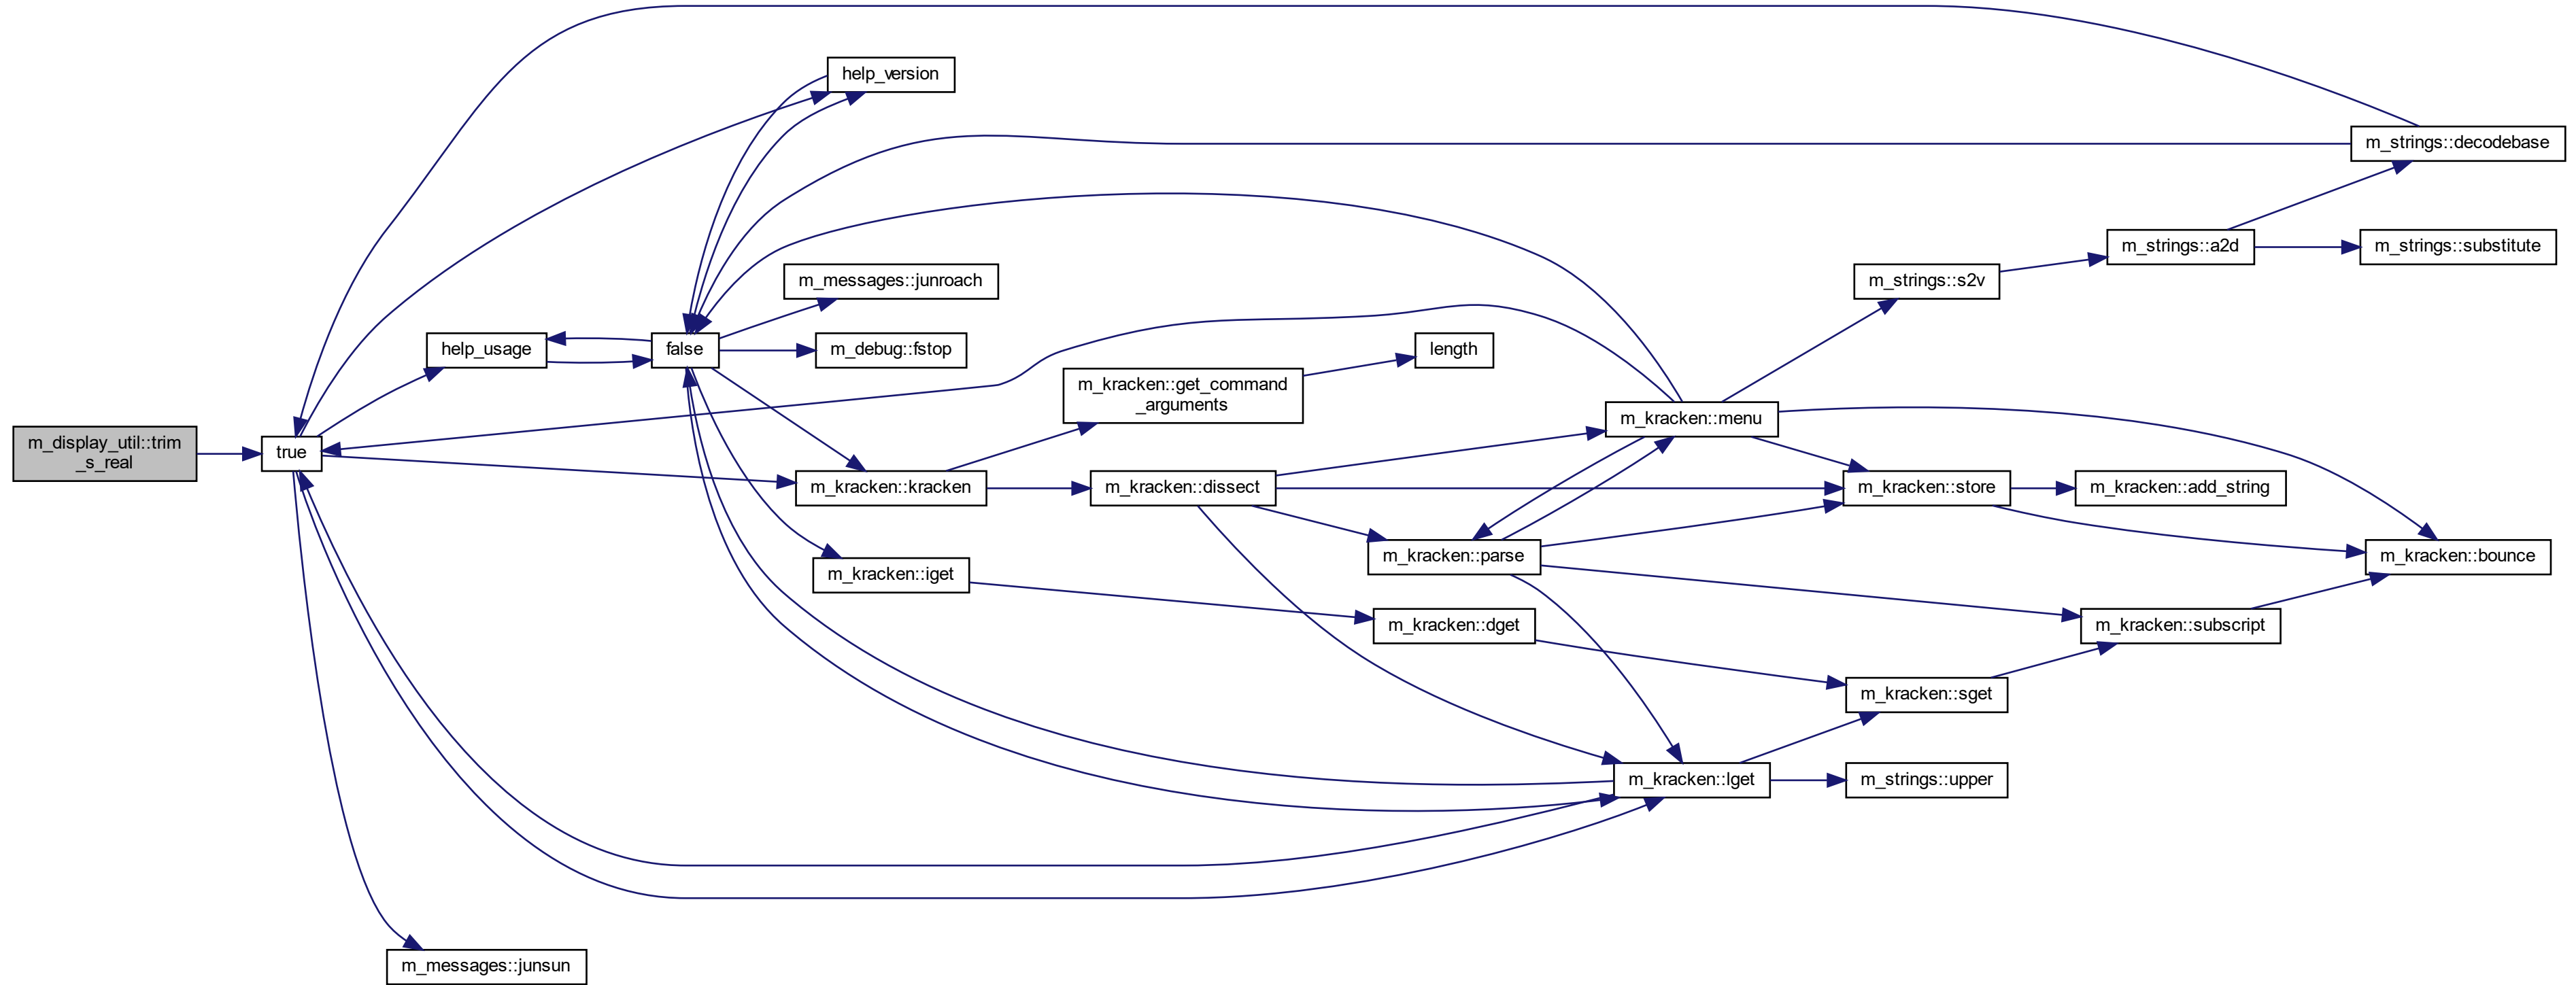 help_version
m_strings::decodebase
m_strings::a2d
m_strings::substitute
m_messages::junroach
m_strings::s2v
help_usage
false
m_debug::fstop
length
m_kracken::get_command
_arguments
m_kracken::menu
m_display_util::trim
_s_real
true
m_kracken::kracken
m_kracken::dissect
m_kracken::store
m_kracken::add_string
m_kracken::parse
m_kracken::bounce
m_kracken::iget
m_kracken::dget
m_kracken::subscript
m_kracken::sget
m_kracken::lget
m_strings::upper
m_messages::junsun